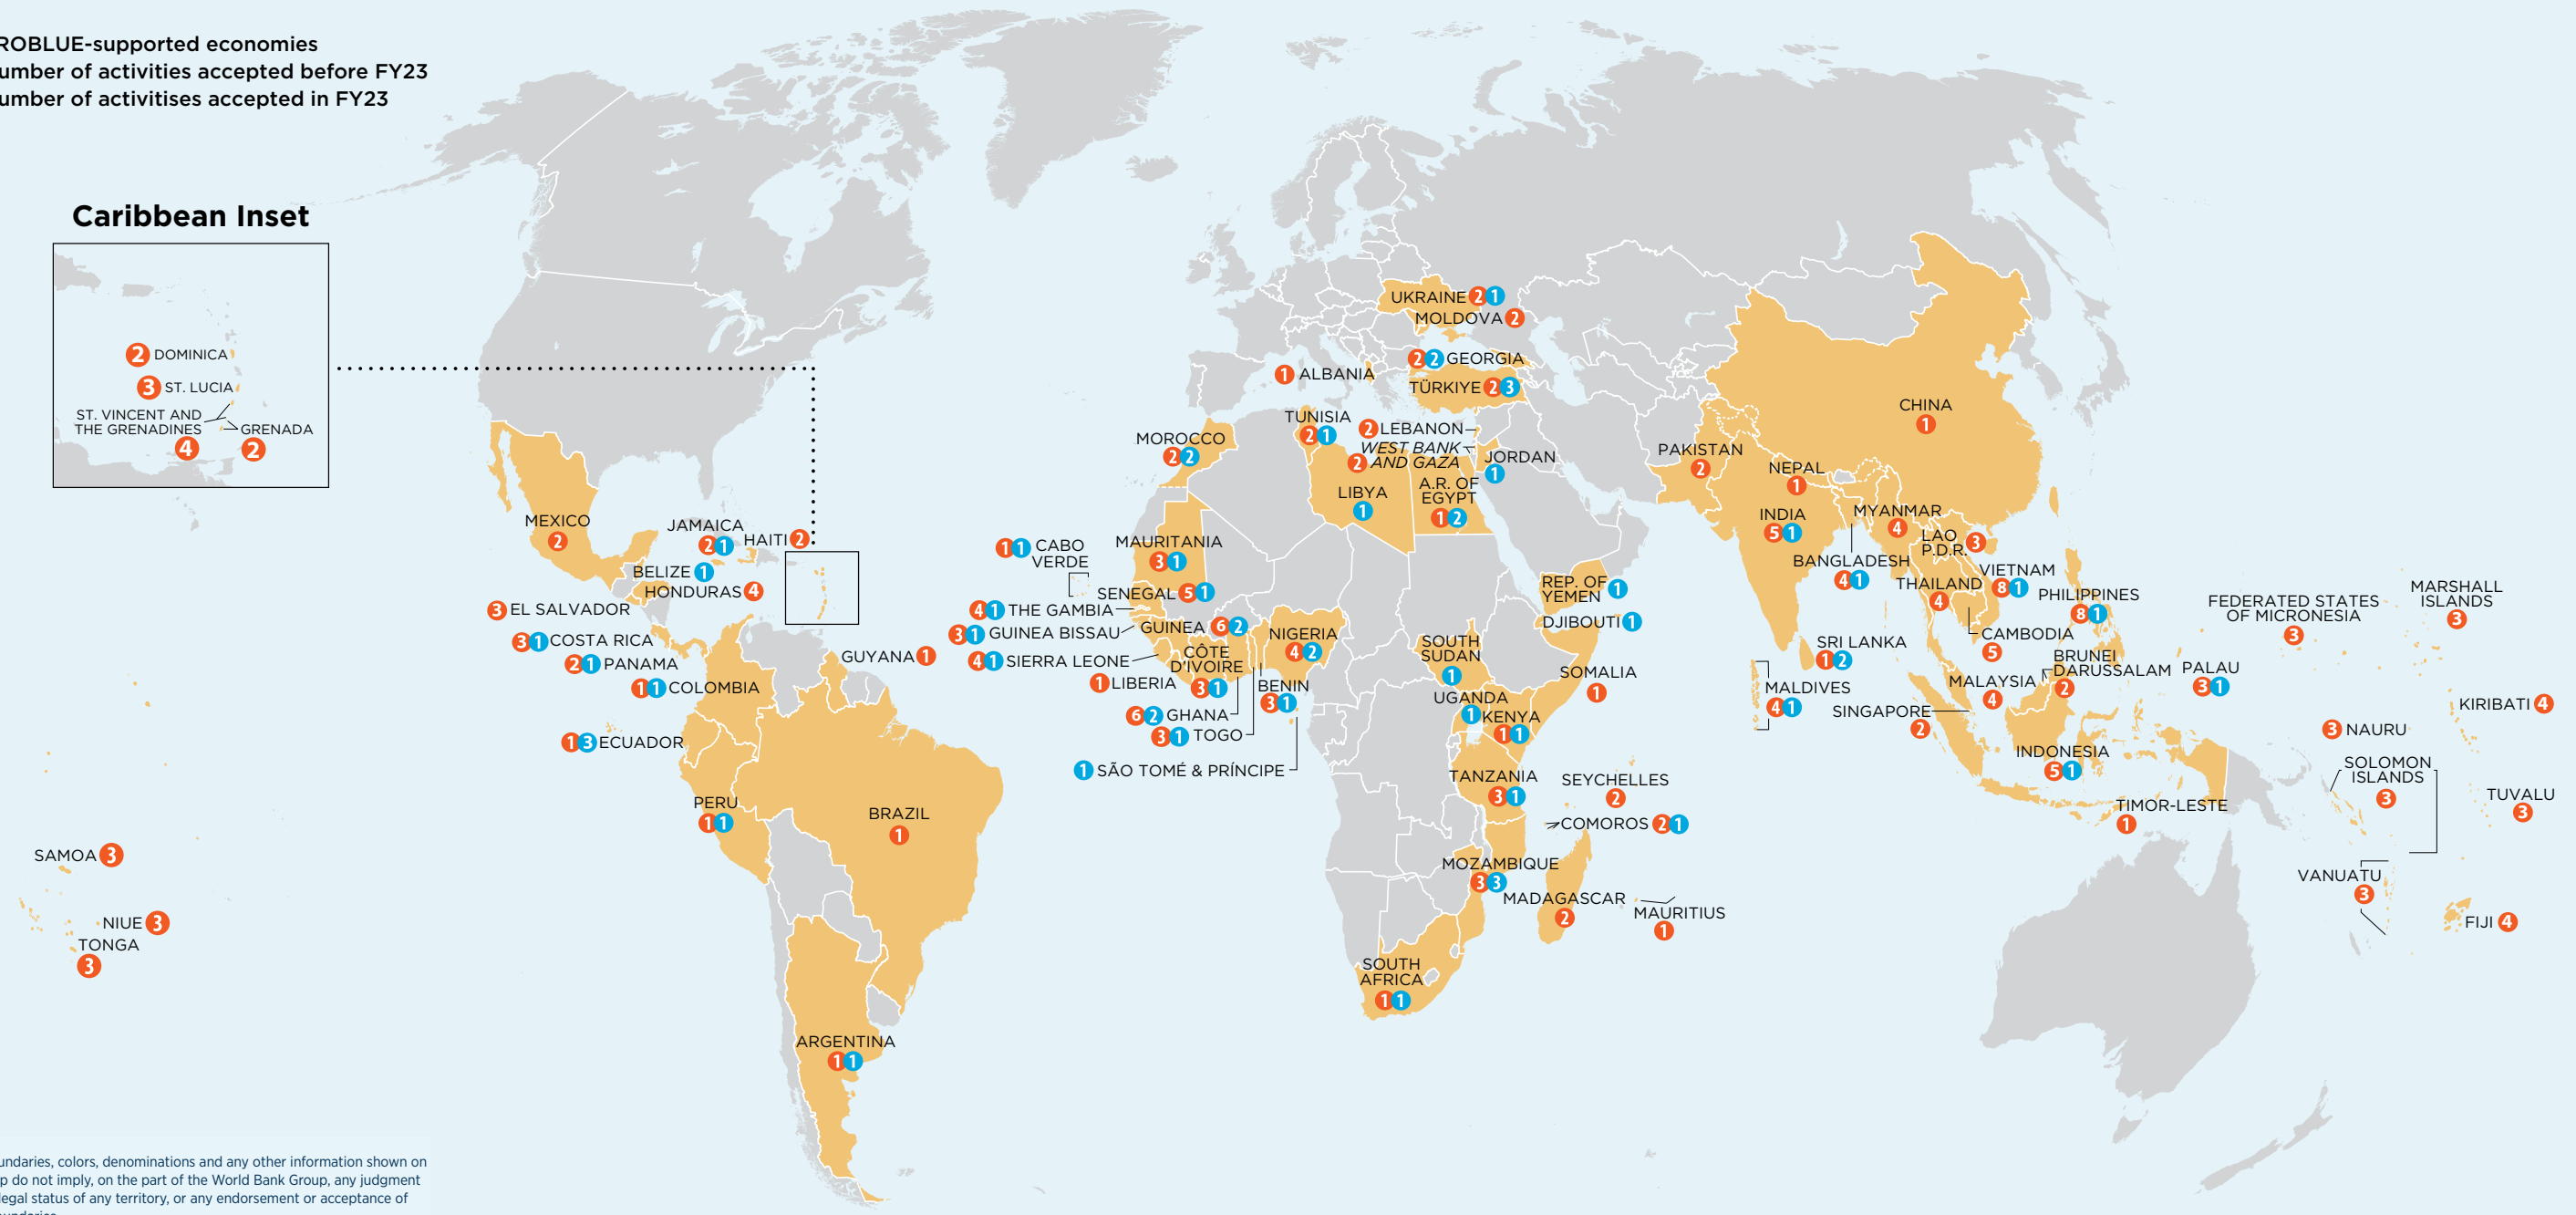 ROBLUE-supported economies
umber of activities accepted before FY23
umber of activitises accepted in FY23
Caribbean Inset
2 DOMINICA
3 ST. LUCIA
ST. VINCENT AND
THE GRENADINES
4
GRENADA
2
MEXICO
2
JAMAICA
2 1
HAITI 2
BELIZE 1
HONDURAS 4
3 EL SALVADOR
3 1 COSTA RICA
2 1 PANAMA
1 1 COLOMBIA
GUYANA 1
1 3 ECUADOR
PERU
1 1
BRAZIL
1
ARGENTINA
1 1
SAMOA 3
NIUE 3
TONGA
3
UKRAINE 2 1
MOLDOVA 2
2 2 GEORGIA
1 ALBANIA
TÜRKIYE 2 3
TUNISIA
2 1
2 LEBANON
WEST BANK
2 AND GAZA
MOROCCO
2 2
JORDAN
1
LIBYA
1
A.R. OF
EGYPT
1 2
1 1 CABO
VERDE
MAURITANIA
3 1
SENEGAL 5 1
4 1 THE GAMBIA
3 1 GUINEA BISSAU
GUINEA 6 2
4 1 SIERRA LEONE
1 LIBERIA
CÔTE
D'IVOIRE
3 1
NIGERIA
4 2
BENIN
3 1
6 2 GHANA
3 1 TOGO
1 SÃO TOMÉ & PRÍNCIPE
REP. OF
YEMEN 1
DJIBOUTI 1
SOUTH
SUDAN
1
SOMALIA
1
UGANDA
1
KENYA
1 1
TANZANIA
3 1
SEYCHELLES
2
COMOROS 2 1
MOZAMBIQUE
3 3
MADAGASCAR
2
MAURITIUS
1
SOUTH
AFRICA
1 1
CHINA
1
PAKISTAN
2
NEPAL
1
INDIA
5 1
MYANMAR
4
LAO
P.D.R. 3
BANGLADESH
4 1
THAILAND
4
VIETNAM
8 1
PHILIPPINES
8 1
CAMBODIA
5
SRI LANKA
1 2
MALDIVES
4 1
BRUNEI
DARUSSALAM
2
MALAYSIA
4
SINGAPORE
2
PALAU
3 1
INDONESIA
5 1
TIMOR-LESTE
1
FEDERATED STATES
OF MICRONESIA
3
MARSHALL
ISLANDS
3
KIRIBATI 4
3 NAURU
SOLOMON
ISLANDS
3
TUVALU
3
VANUATU
3
FIJI 4
undaries, colors, denominations and any other information shown on
p do not imply, on the part of the World Bank Group, any judgment
legal status of any territory, or any endorsement or acceptance of